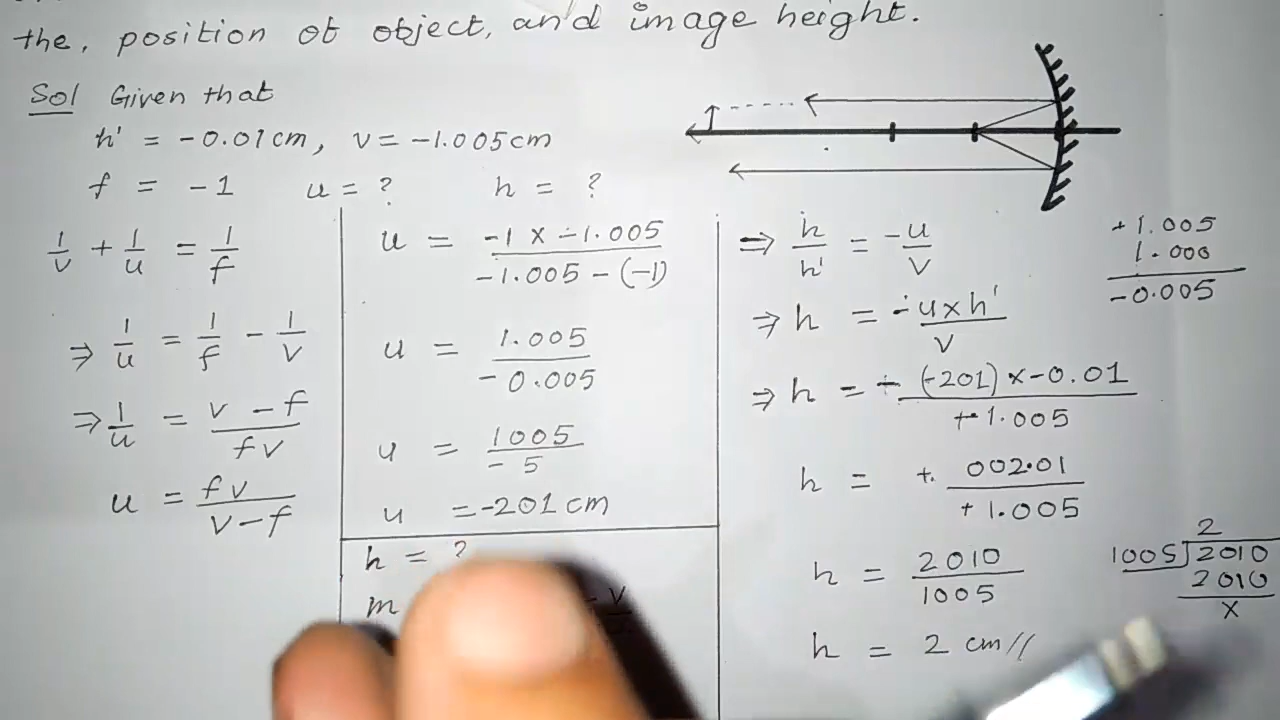 the, position of object, and image height.
Sol Given that
h' = -0.01cm, v = -1.005cm
f = -1 u = ? h = ?
1/v + 1/u = 1/f
⇒ 1/u = 1/f - 1/v
⇒ 1/u = v - f / fv
u = fv / v - f
u = -1 x -1.005 / -1.005 - (-1)
u = 1.005 / -0.005
u = 1005 / -5
u = -201 cm
h = ?
m
⇒ h/h' = -u/v
⇒ h = -u x h' / v
⇒ h = + (-201) x -0.01 / +1.005
h = + 002.01 / +1.005
h = 2010 / 1005
h = 2 cm //
+1.005
1.000
-0.005
2
1005)2010
2010
x